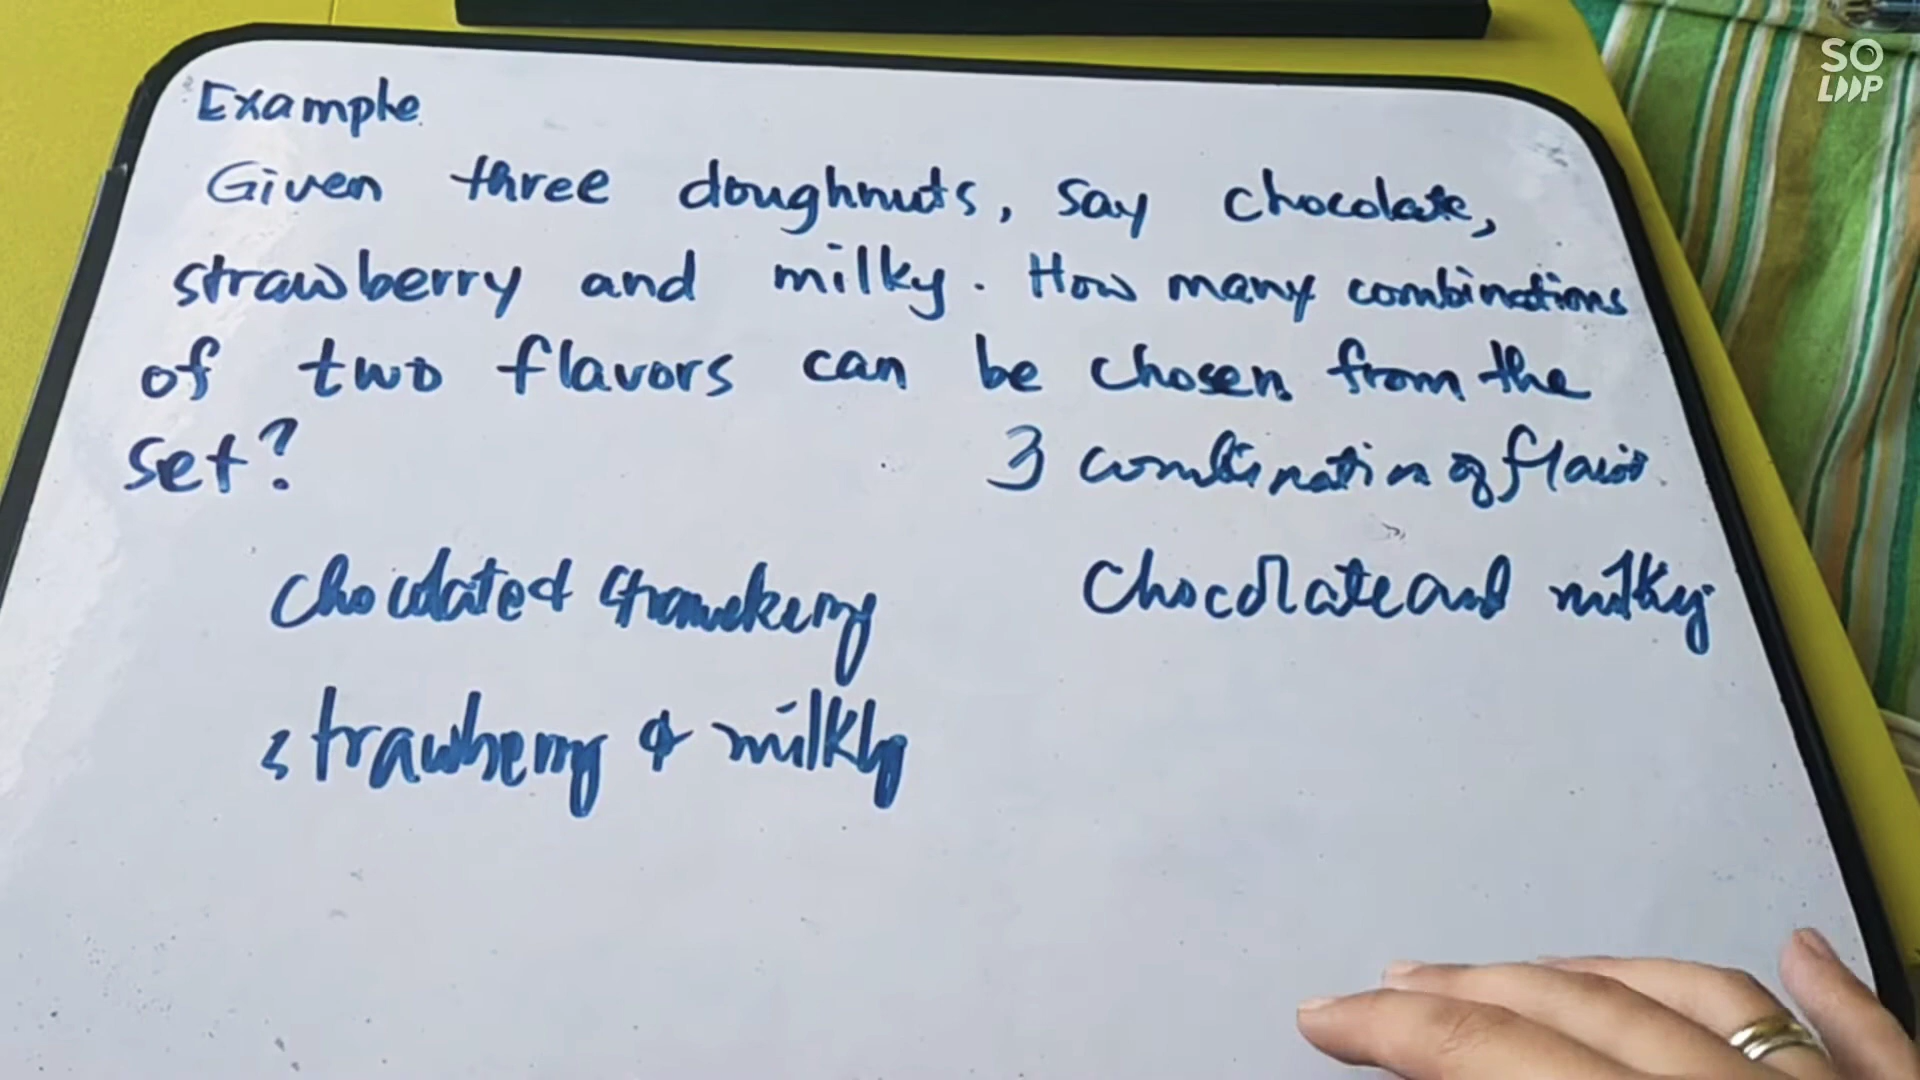 SO
LOOP
Example
Given three doughnuts, say chocolate,
strawberry and milky. How many combinations
of two flavors can be chosen from the
set?
3 combination of flavor
chocolate & strawberry
chocolate and milky
strawberry & milky